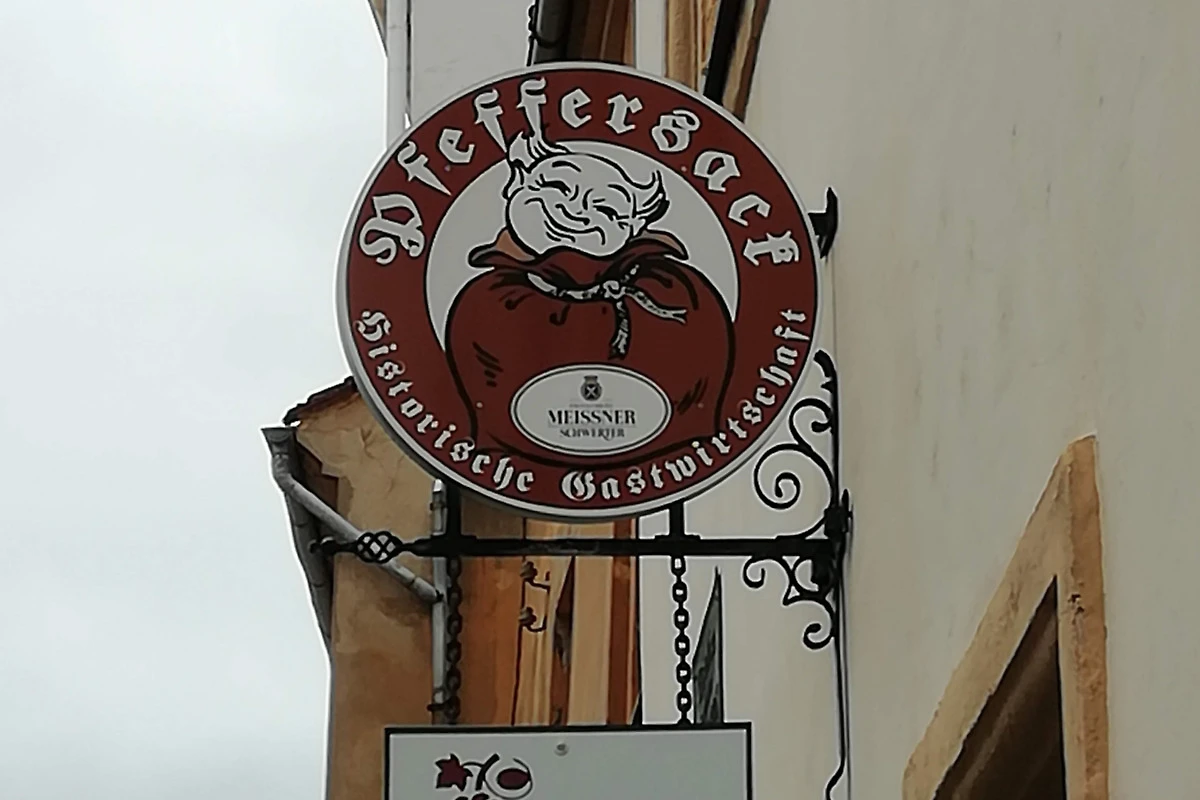 Pfeffersack
MEISSNER
SCHWERTER
Historische Gastwirtschaft